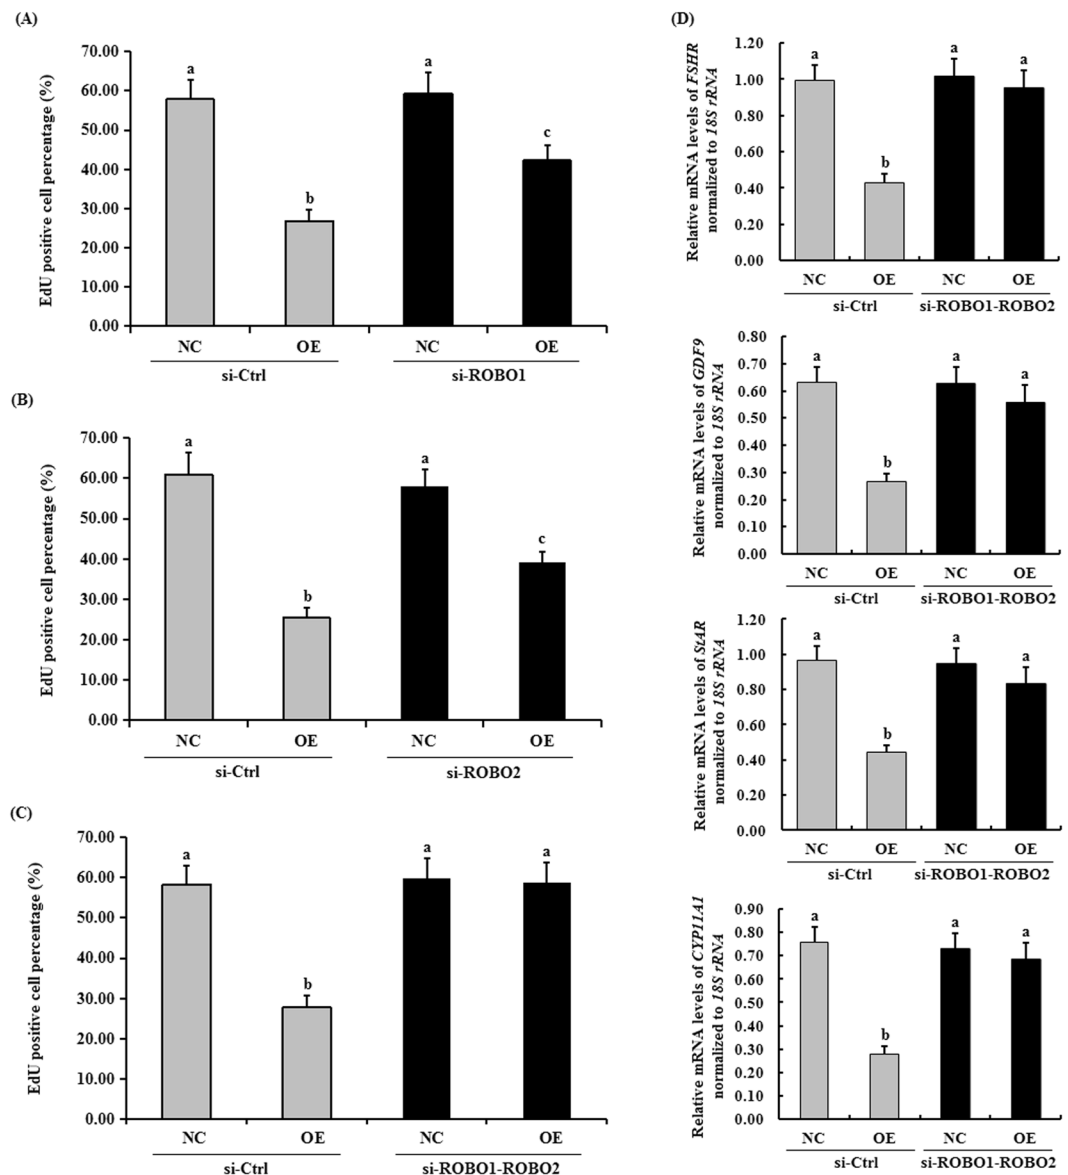 (A)
EdU positive cell percentage (%)
70.00
60.00
50.00
40.00
30.00
20.00
10.00
0.00
a
b
a
c
NC OE NC OE
si-Ctrl si-ROBO1
(B)
EdU positive cell percentage (%)
70.00
60.00
50.00
40.00
30.00
20.00
10.00
0.00
a
b
a
c
NC OE NC OE
si-Ctrl si-ROBO2
(C)
EdU positive cell percentage (%)
70.00
60.00
50.00
40.00
30.00
20.00
10.00
0.00
a
b
a
a
NC OE NC OE
si-Ctrl si-ROBO1-ROBO2
(D)
Relative mRNA levels of FSHR
normalized to 18S rRNA
1.20
1.00
0.80
0.60
0.40
0.20
0.00
a
b
a
a
NC OE NC OE
si-Ctrl si-ROBO1-ROBO2
Relative mRNA levels of GDF9
normalized to 18S rRNA
0.80
0.70
0.60
0.50
0.40
0.30
0.20
0.10
0.00
a
b
a
a
NC OE NC OE
si-Ctrl si-ROBO1-ROBO2
Relative mRNA levels of StAR
normalized to 18S rRNA
1.20
1.00
0.80
0.60
0.40
0.20
0.00
a
b
a
a
NC OE NC OE
si-Ctrl si-ROBO1-ROBO2
Relative mRNA levels of CYP11A1
normalized to 18S rRNA
0.90
0.80
0.70
0.60
0.50
0.40
0.30
0.20
0.10
0.00
a
b
a
a
NC OE NC OE
si-Ctrl si-ROBO1-ROBO2